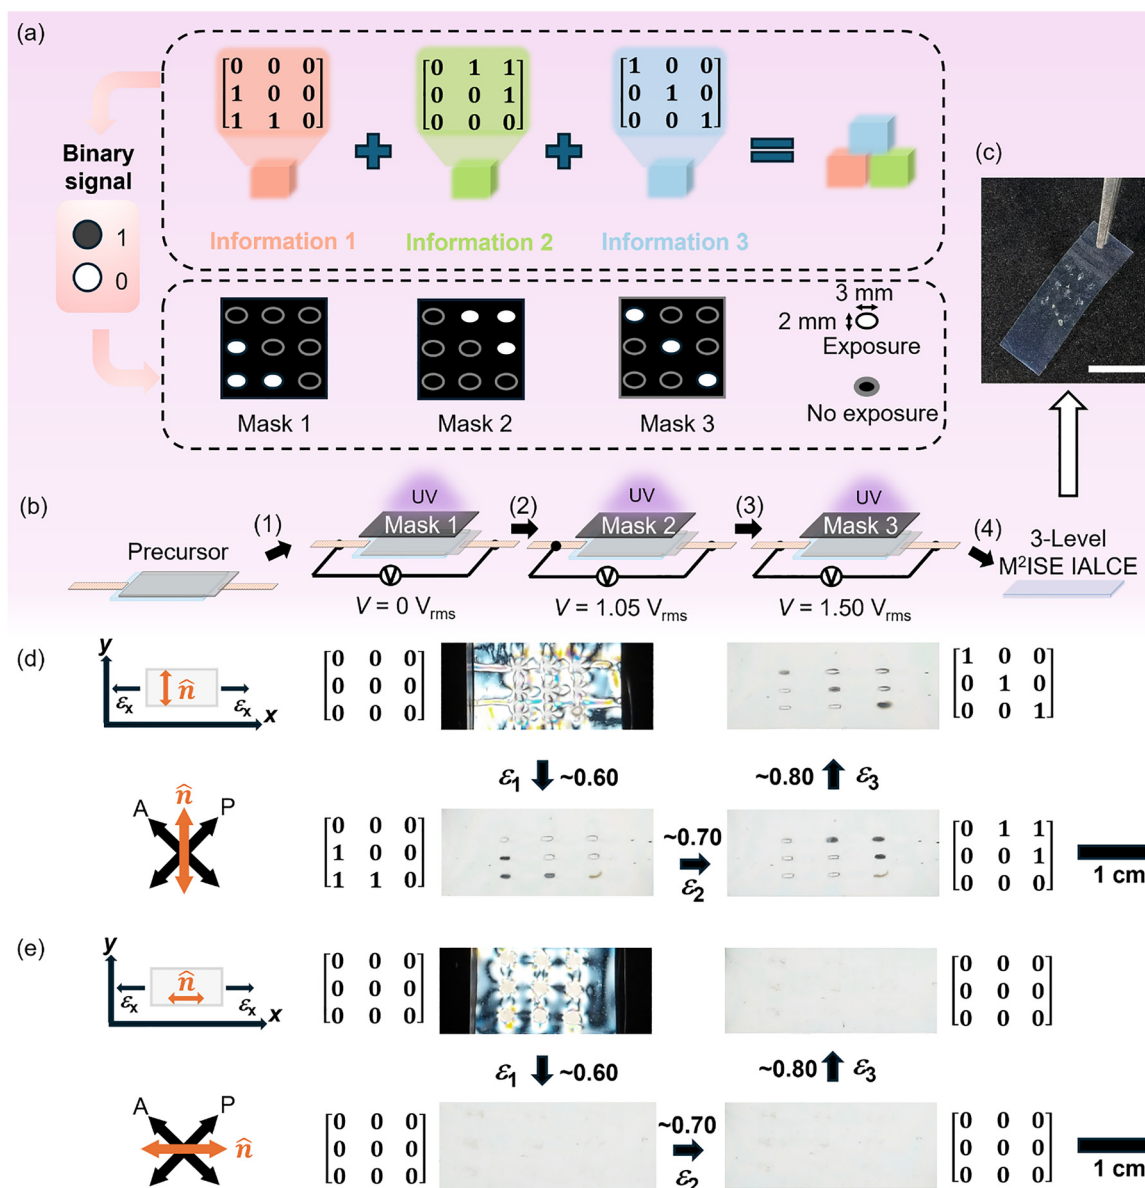 (a)
[0 0 0
1 0 0
1 1 0]
[0 1 1
0 0 1
0 0 0]
[1 0 0
0 1 0
0 0 1]
Information 1
Information 2
Information 3
Binary
signal
1
0
Mask 1
Mask 2
Mask 3
3 mm
2 mm
Exposure
No exposure
(c)
(b)
Precursor
(1)
UV
Mask 1
V
V = 0 Vrms
(2)
UV
Mask 2
V
V = 1.05 Vrms
(3)
UV
Mask 3
V
V = 1.50 Vrms
(4)
3-Level
M²ISE IALCE
(d)
y
n̂
εx
εx
x
[0 0 0
0 0 0
0 0 0]
[1 0 0
0 1 0
0 0 1]
ε1 ~0.60
~0.80 ε3
A
n̂
P
[0 0 0
1 0 0
1 1 0]
~0.70
ε2
[0 1 1
0 0 1
0 0 0]
1 cm
(e)
y
n̂
εx
εx
x
[0 0 0
0 0 0
0 0 0]
[0 0 0
0 0 0
0 0 0]
ε1 ~0.60
~0.80 ε3
A
P
n̂
[0 0 0
0 0 0
0 0 0]
~0.70
ε2
[0 0 0
0 0 0
0 0 0]
1 cm